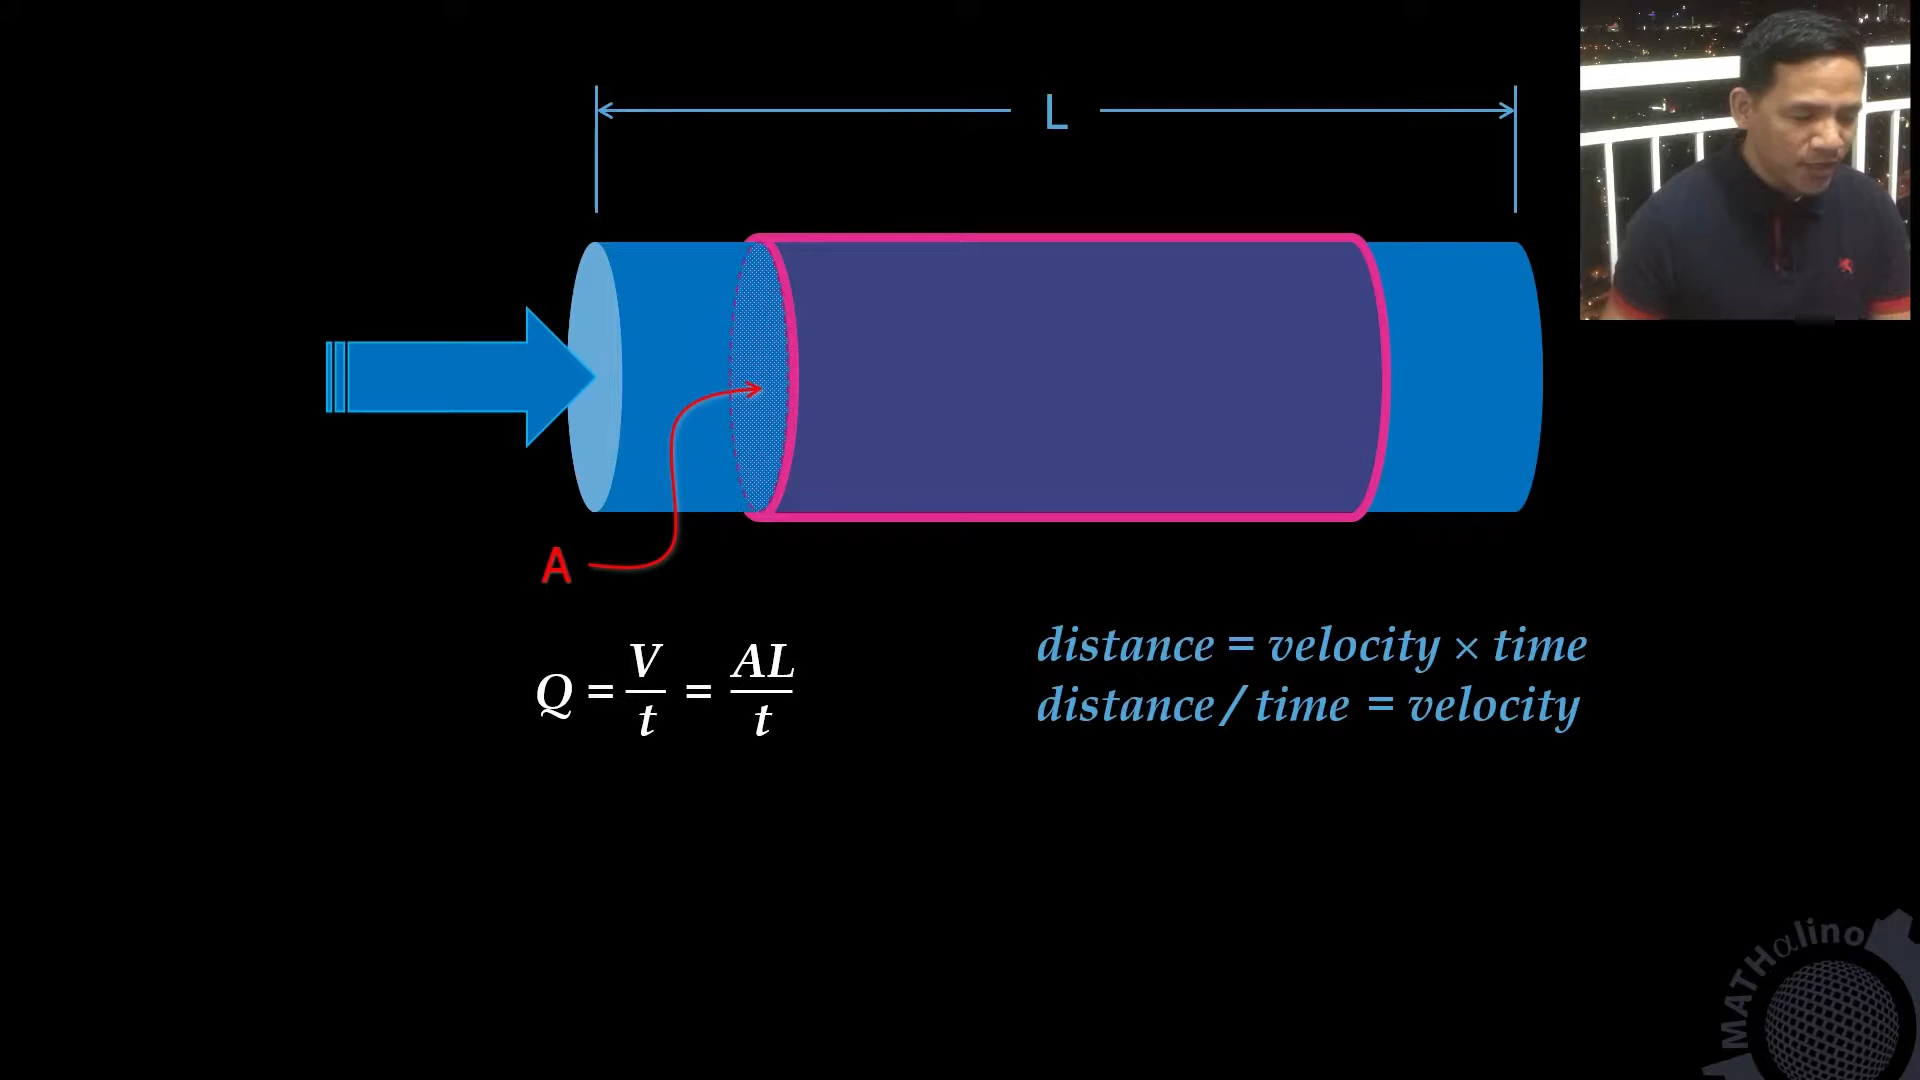 L
A
Q = V/t = AL/t
distance = velocity × time
distance / time = velocity
MATHalino